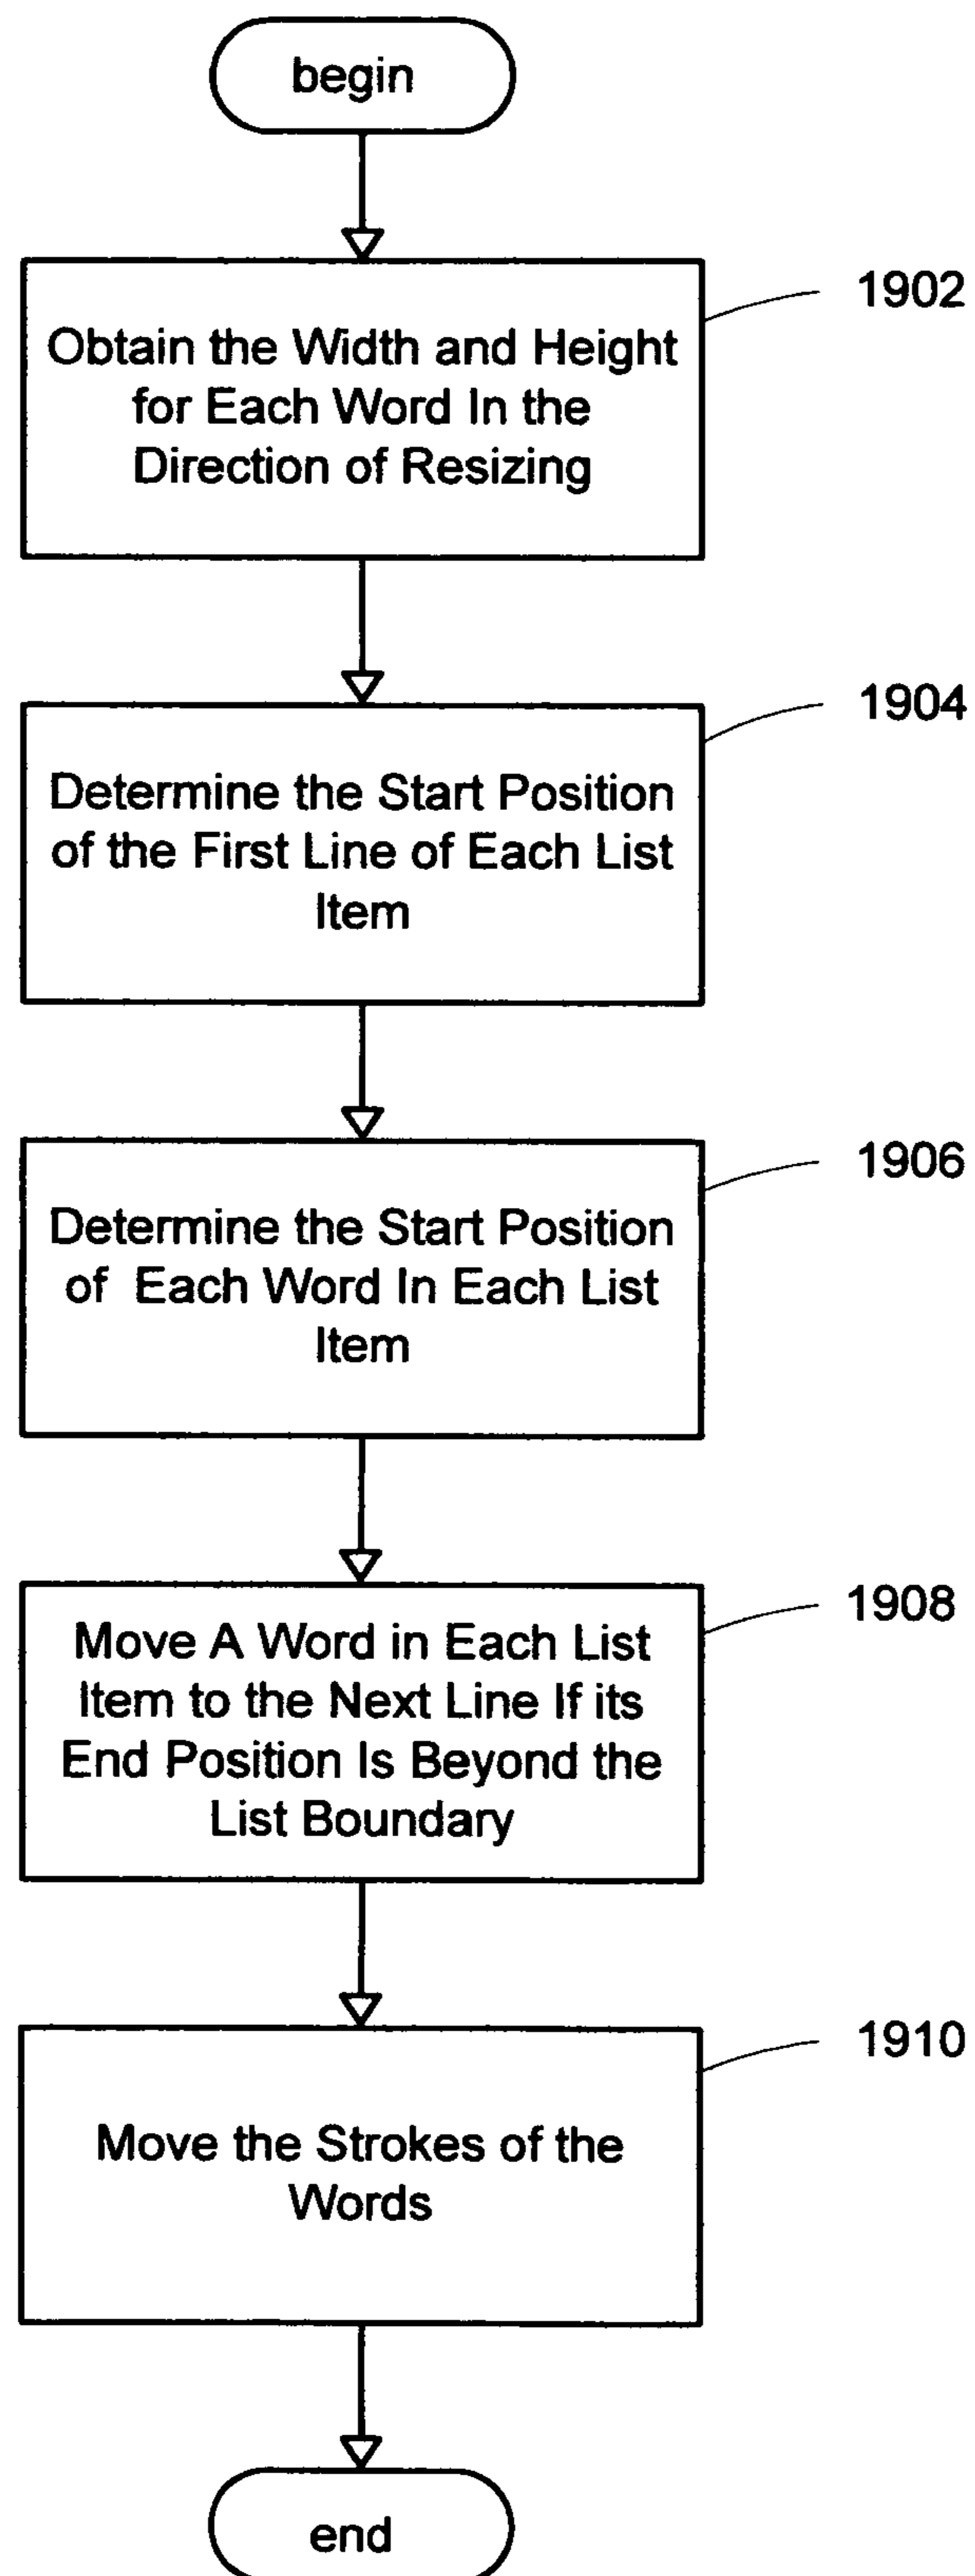 begin
1902
Obtain the Width and Height
for Each Word In the
Direction of Resizing
1904
Determine the Start Position
of the First Line of Each List
Item
1906
Determine the Start Position
of Each Word In Each List
Item
1908
Move A Word in Each List
Item to the Next Line If its
End Position Is Beyond the
List Boundary
1910
Move the Strokes of the
Words
end